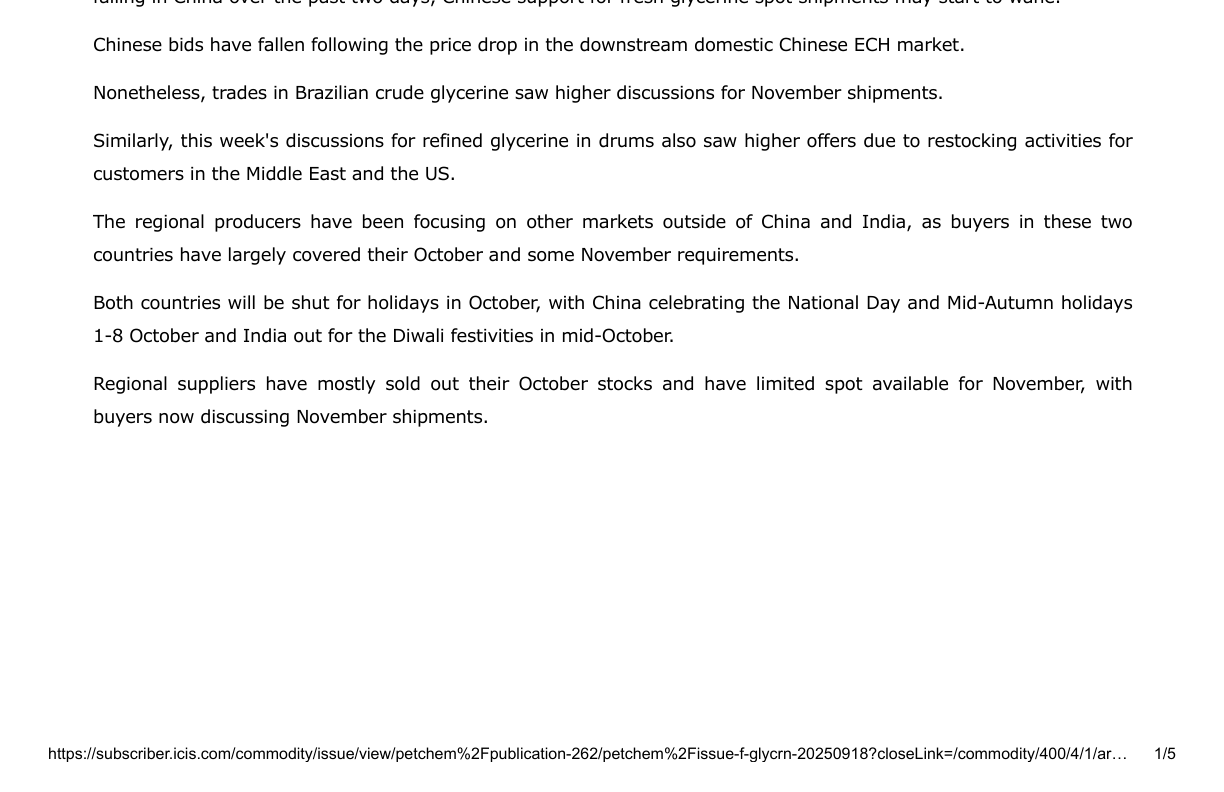 falling in China over the past two days, Chinese support for fresh glycerine spot shipments may start to wane.
Chinese bids have fallen following the price drop in the downstream domestic Chinese ECH market.
Nonetheless, trades in Brazilian crude glycerine saw higher discussions for November shipments.
Similarly, this week's discussions for refined glycerine in drums also saw higher offers due to restocking activities for
customers in the Middle East and the US.
The regional producers have been focusing on other markets outside of China and India, as buyers in these two
countries have largely covered their October and some November requirements.
Both countries will be shut for holidays in October, with China celebrating the National Day and Mid-Autumn holidays
1-8 October and India out for the Diwali festivities in mid-October.
Regional suppliers have mostly sold out their October stocks and have limited spot available for November, with
buyers now discussing November shipments.
https://subscriber.icis.com/commodity/issue/view/petchem%2Fpublication-262/petchem%2Fissue-f-glycrn-20250918?closeLink=/commodity/400/4/1/ar… 1/5